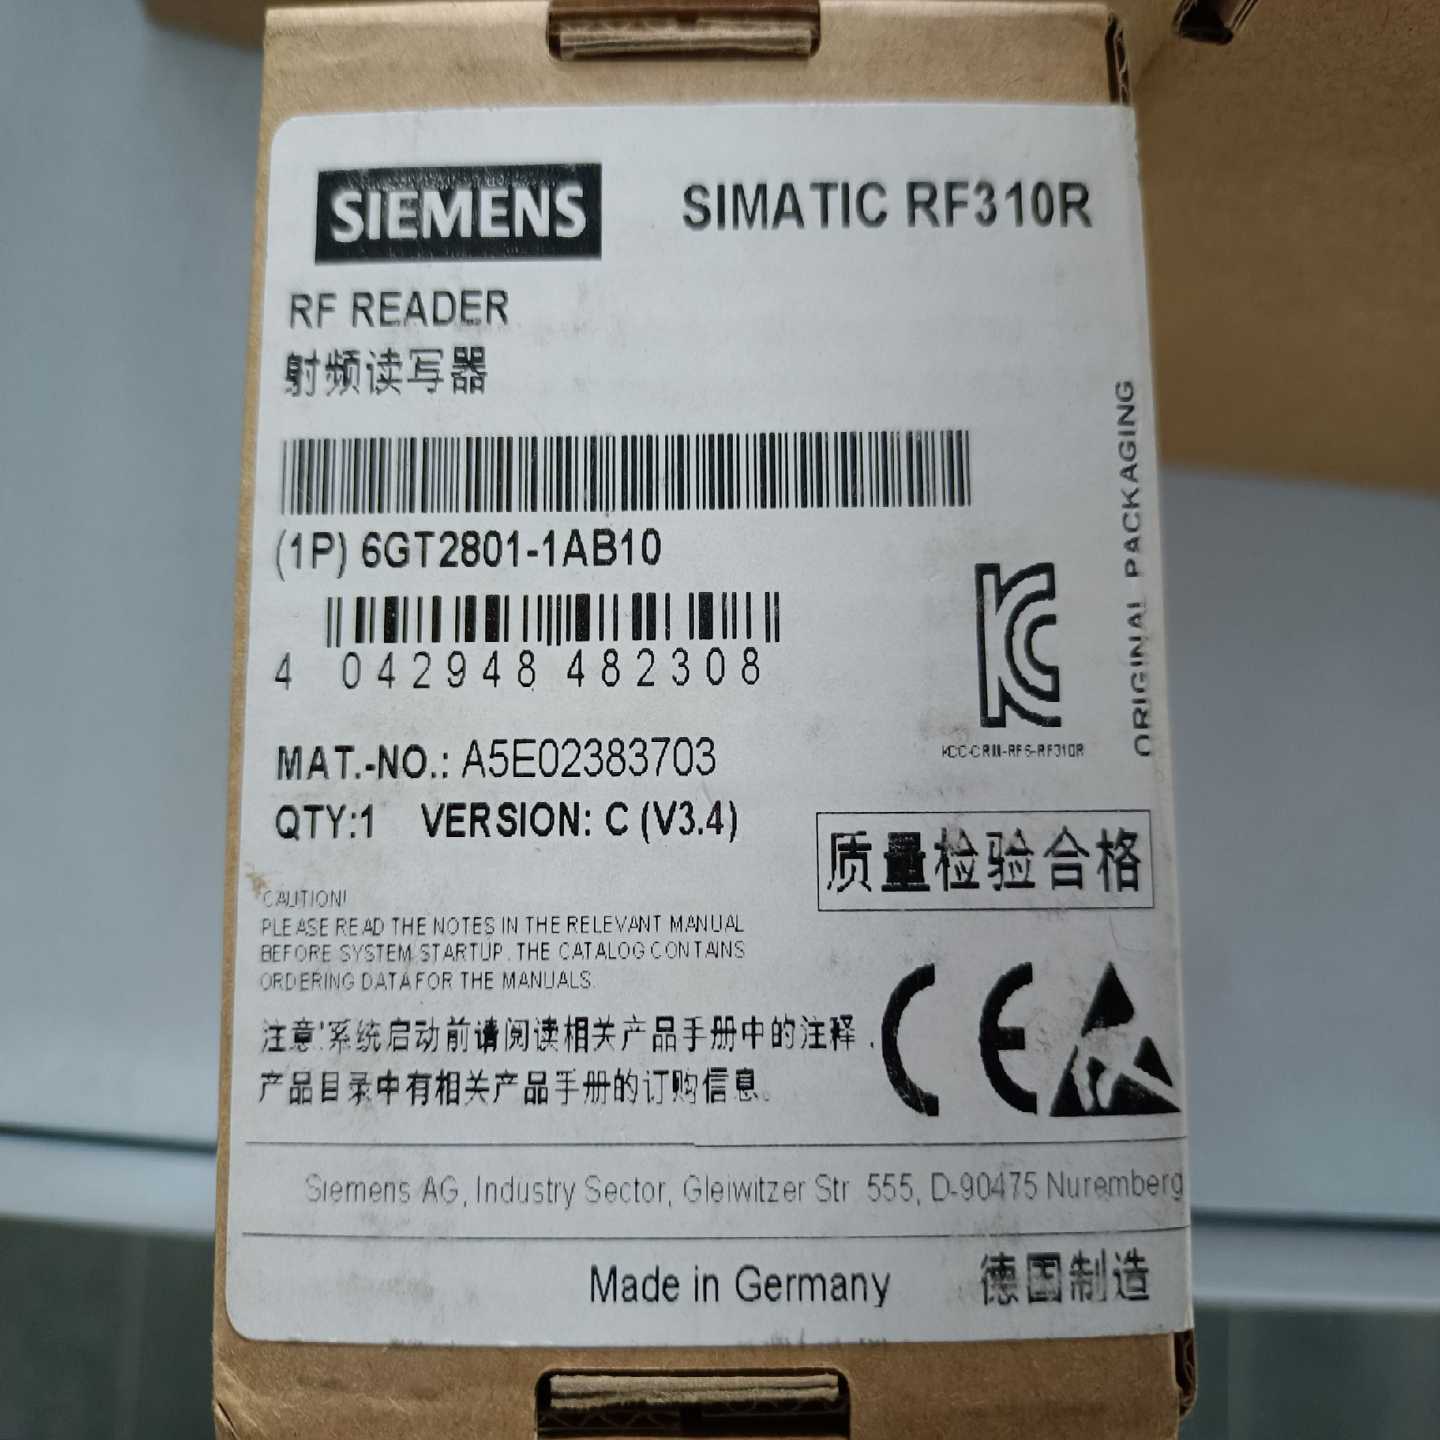 SIEMENS
SIMATIC RF310R
RF READER
射频读写器
(1P) 6GT2801-1AB10
4 042948 482308
MAT.-NO.: A5E02383703
QTY:1 VERSION: C (V3.4)
KCC-CRM-RF5-RF310R
ORIGINAL PACKAGING
质量检验合格
CAUTION!
PLEASE READ THE NOTES IN THE RELEVANT MANUAL
BEFORE SYSTEM STARTUP. THE CATALOG CONTAINS
ORDERING DATA FOR THE MANUALS.
注意!系统启动前请阅读相关产品手册中的注释.
产品目录中有相关产品手册的订购信息。
CE
Siemens AG, Industry Sector, Gleiwitzer Str. 555, D-90475 Nuremberg
Made in Germany 德国制造